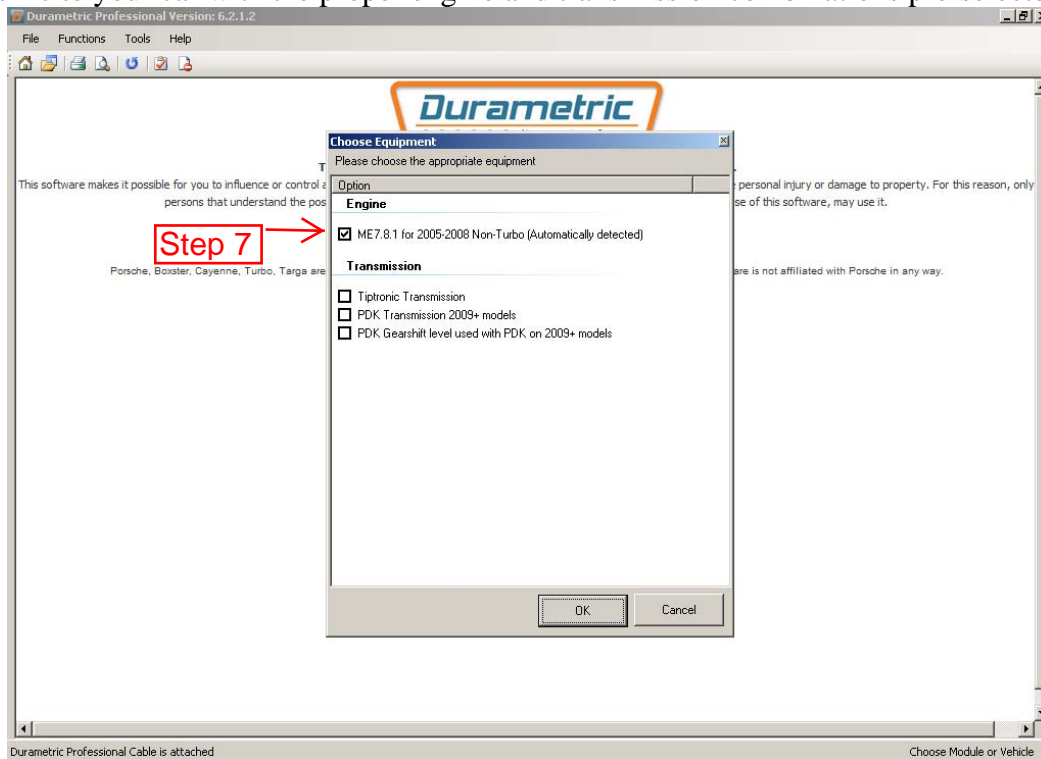 Durametric Professional Version: 6.2.1.2
File Functions Tools Help
Durametric
Choose Equipment
Please choose the appropriate equipment
T
This software makes it possible for you to influence or control a
personal injury or damage to property. For this reason, only
persons that understand the pos
se of this software, may use it.
Option
Engine
Step 7
ME7.8.1 for 2005-2008 Non-Turbo (Automatically detected)
Porsche, Boxster, Cayenne, Turbo, Targa are
are is not affiliated with Porsche in any way.
Transmission
Tiptronic Transmission
PDK Transmission 2009+ models
PDK Gearshift level used with PDK on 2009+ models
OK Cancel
Durametric Professional Cable is attached
Choose Module or Vehicle